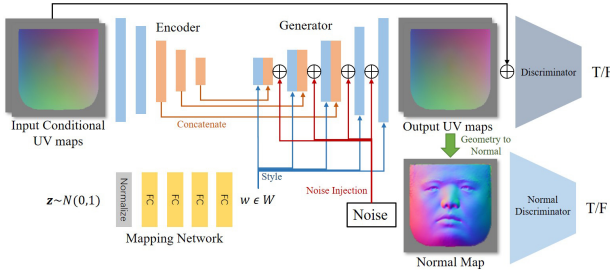 Encoder
Generator
Discriminator
T/F
Input Conditional
UV maps
Concatenate
Output UV maps
Geometry to
Normal
z~N(0,1)
Normalize
FC
FC
FC
FC
w ϵ W
Style
Noise Injection
Noise
Mapping Network
Normal
Discriminator
T/F
Normal Map